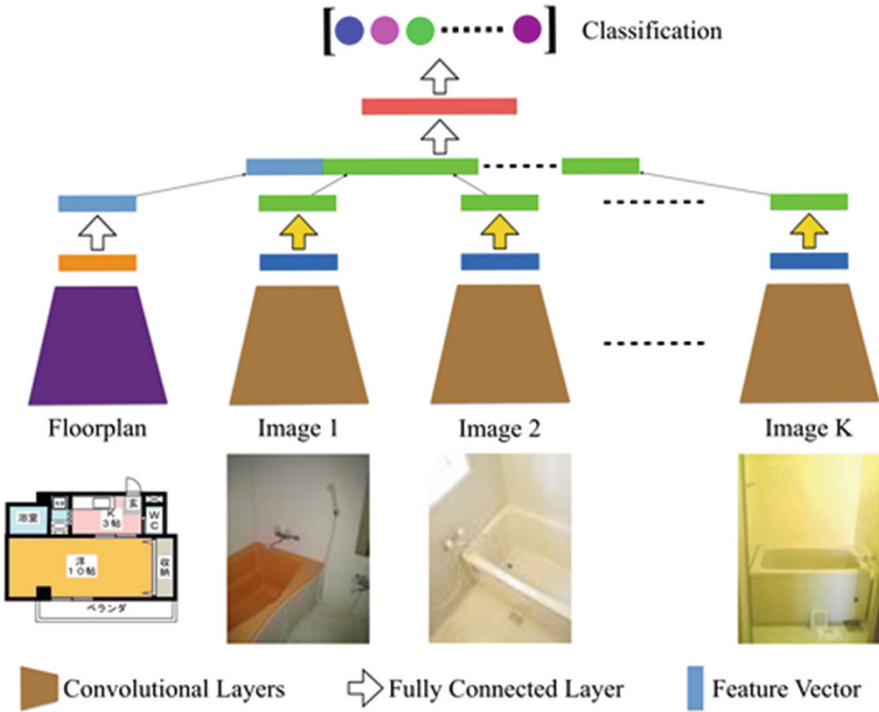 Classification
Floorplan
Image 1
Image 2
Image K
浴室
K
3帖
玄
WC
洋
10帖
収納
ベランダ
Convolutional Layers
Fully Connected Layer
Feature Vector